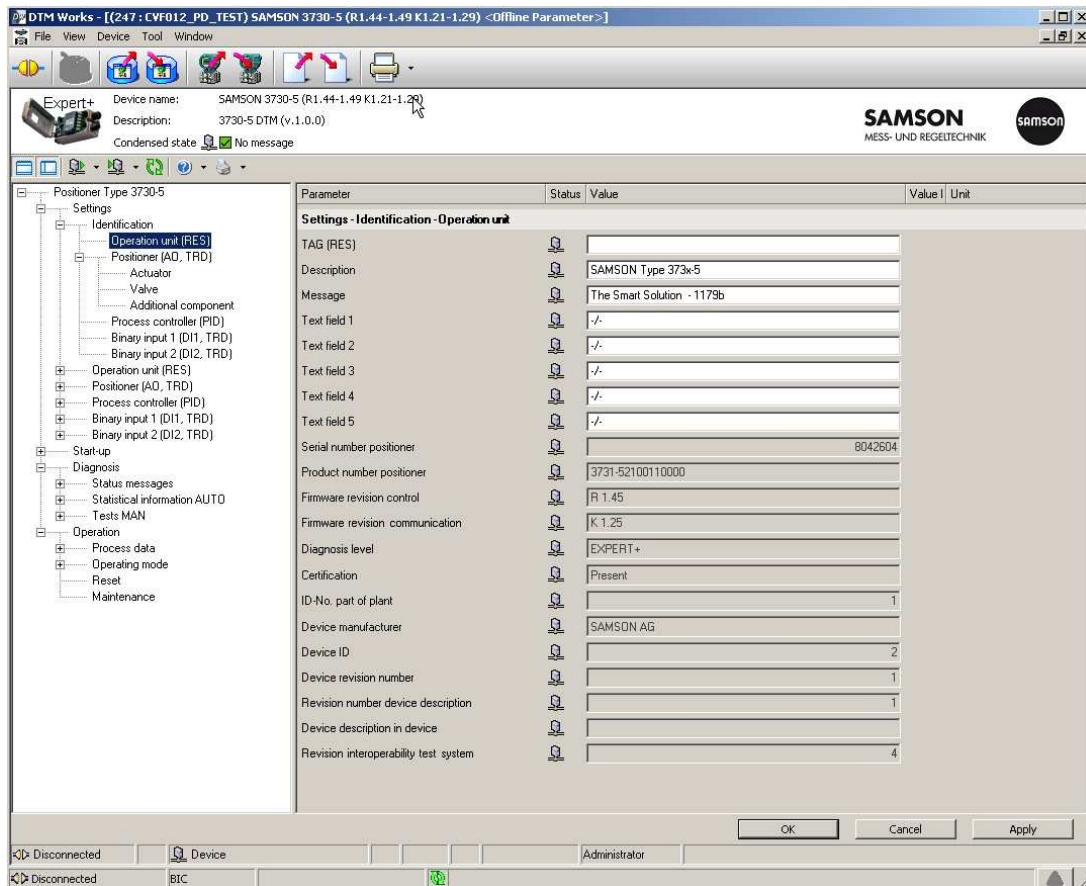 DTM Works - [(247 : CVF012_PD_TEST) SAMSON 3730-5 (R1.44-1.49 K1.21-1.29) <Offline Parameter>]
File View Device Tool Window
Expert+
Device name: SAMSON 3730-5 (R1.44-1.49 K1.21-1.29)
Description: 3730-5 DTM (v.1.0.0)
Condensed state No message
SAMSON
MESS- UND REGELTECHNIK
samson
Positioner Type 3730-5
Settings
Identification
Operation unit (RES)
Positioner (AO, TRD)
Actuator
Valve
Additional component
Process controller (PID)
Binary input 1 (DI1, TRD)
Binary input 2 (DI2, TRD)
Operation unit (RES)
Positioner (AO, TRD)
Process controller (PID)
Binary input 1 (DI1, TRD)
Binary input 2 (DI2, TRD)
Start-up
Diagnosis
Status messages
Statistical information AUTO
Tests MAN
Operation
Process data
Operating mode
Reset
Maintenance
Parameter Status Value Value I Unit
Settings - Identification - Operation unit
TAG (RES)
Description SAMSON Type 373x-5
Message The Smart Solution - 1179b
Text field 1 -/-
Text field 2 -/-
Text field 3 -/-
Text field 4 -/-
Text field 5 -/-
Serial number positioner 8042604
Product number positioner 3731-52100110000
Firmware revision control R 1.45
Firmware revision communication K 1.25
Diagnosis level EXPERT+
Certification Present
ID-No. part of plant 1
Device manufacturer SAMSON AG
Device ID 2
Device revision number 1
Revision number device description 1
Device description in device
Revision interoperability test system 4
OK Cancel Apply
Disconnected Device Administrator
Disconnected BIC